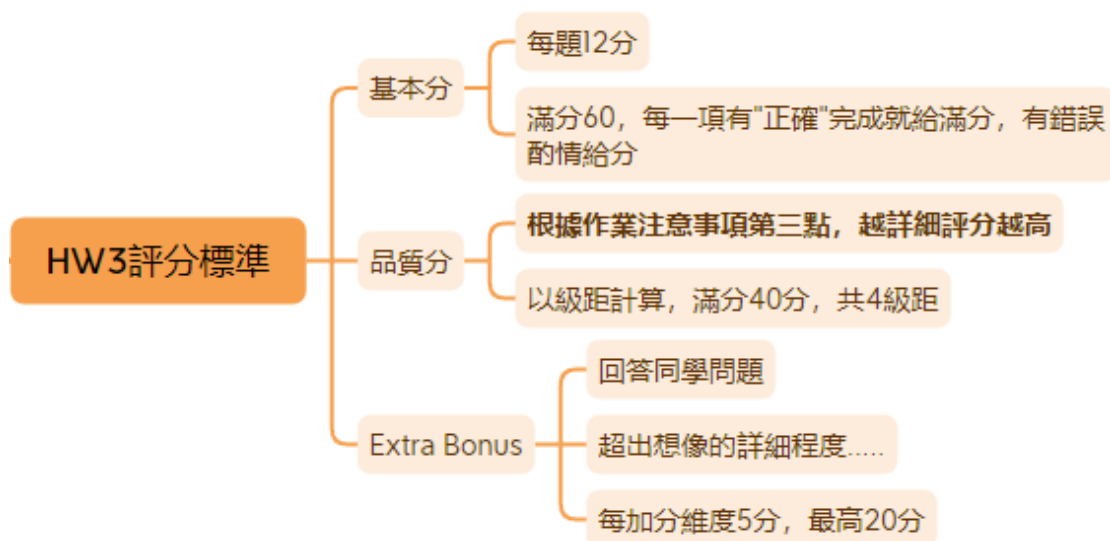 HW3評分標準
基本分
每題12分
滿分60，每一項有"正確"完成就給滿分，有錯誤
酌情給分
品質分
根據作業注意事項第三點，越詳細評分越高
以級距計算，滿分40分，共4級距
Extra Bonus
回答同學問題
超出想像的詳細程度.....
每加分維度5分，最高20分